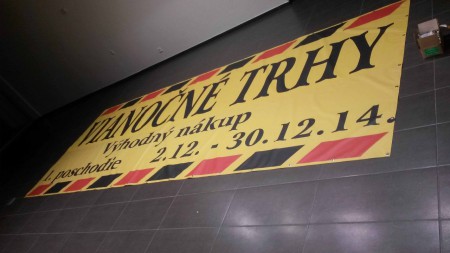 VIANOČNÉ TRHY
Výhodný nákup
1. poschodie 2.12. - 30.12.14.